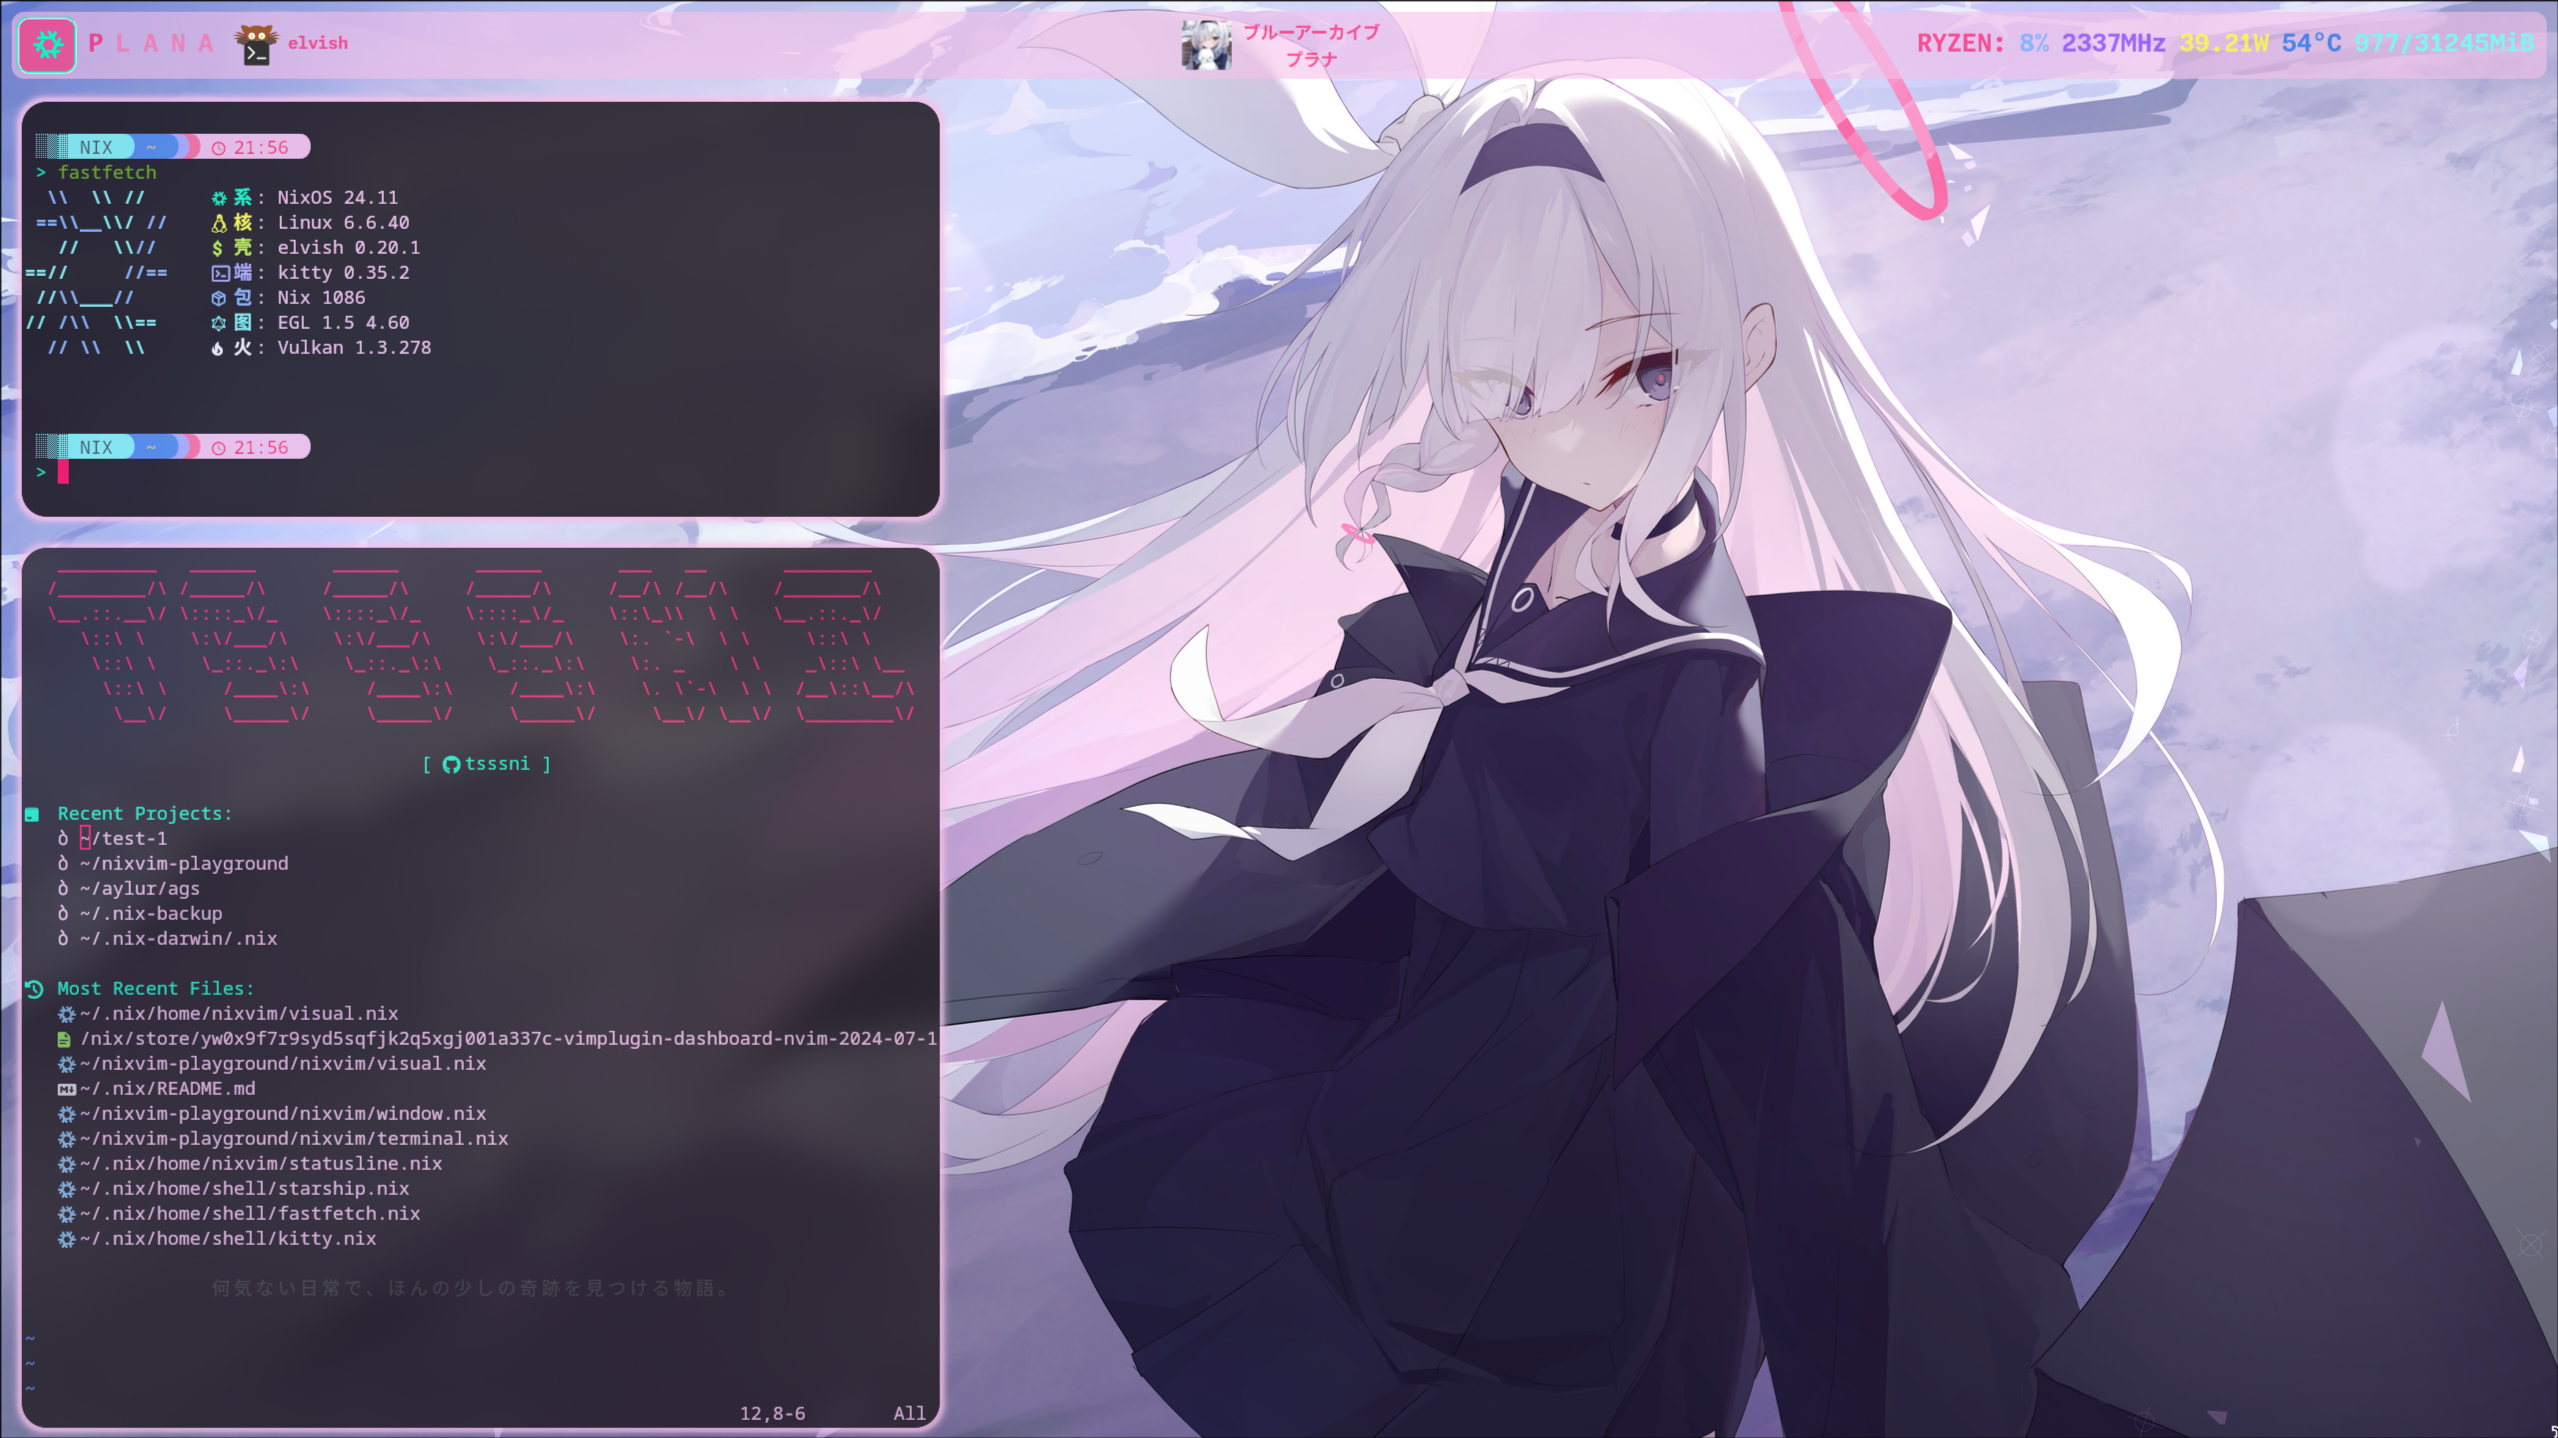 P L A N A
elvish
ブルーアーカイブ
プラナ
RYZEN: 8% 2337MHz 39.21W 54°C 977/31245MiB
NIX ~ 21:56
> fastfetch
系: NixOS 24.11
核: Linux 6.6.40
壳: elvish 0.20.1
端: kitty 0.35.2
包: Nix 1086
图: EGL 1.5 4.60
火: Vulkan 1.3.278
NIX ~ 21:56
>
TSSSNI
[ tsssni ]
Recent Projects:
~/test-1
~/nixvim-playground
~/aylur/ags
~/.nix-backup
~/.nix-darwin/.nix
Most Recent Files:
~/.nix/home/nixvim/visual.nix
/nix/store/yw0x9f7r9syd5sqfjk2q5xgj001a337c-vimplugin-dashboard-nvim-2024-07-1
~/nixvim-playground/nixvim/visual.nix
~/.nix/README.md
~/nixvim-playground/nixvim/window.nix
~/nixvim-playground/nixvim/terminal.nix
~/.nix/home/nixvim/statusline.nix
~/.nix/home/shell/starship.nix
~/.nix/home/shell/fastfetch.nix
~/.nix/home/shell/kitty.nix
何気ない日常で、ほんの少しの奇跡を見つける物語。
~
~
~
12,8-6 All